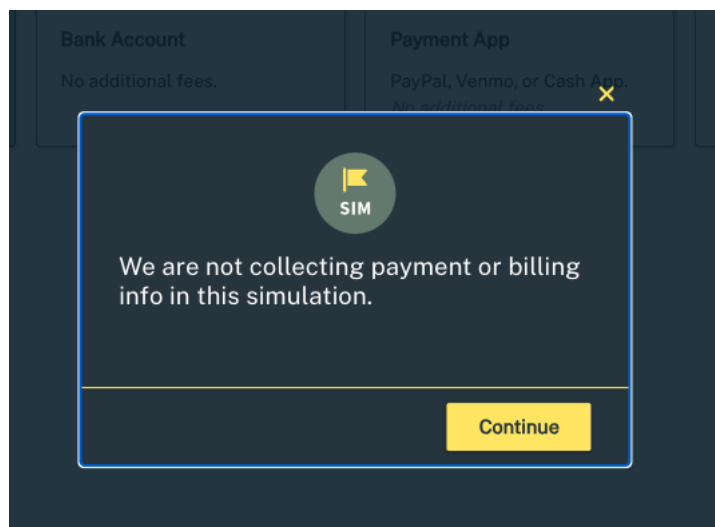 Bank Account
Payment App
No additional fees.
PayPal, Venmo, or Cash App.
No additional fees
×
SIM
We are not collecting payment or billing
info in this simulation.
Continue